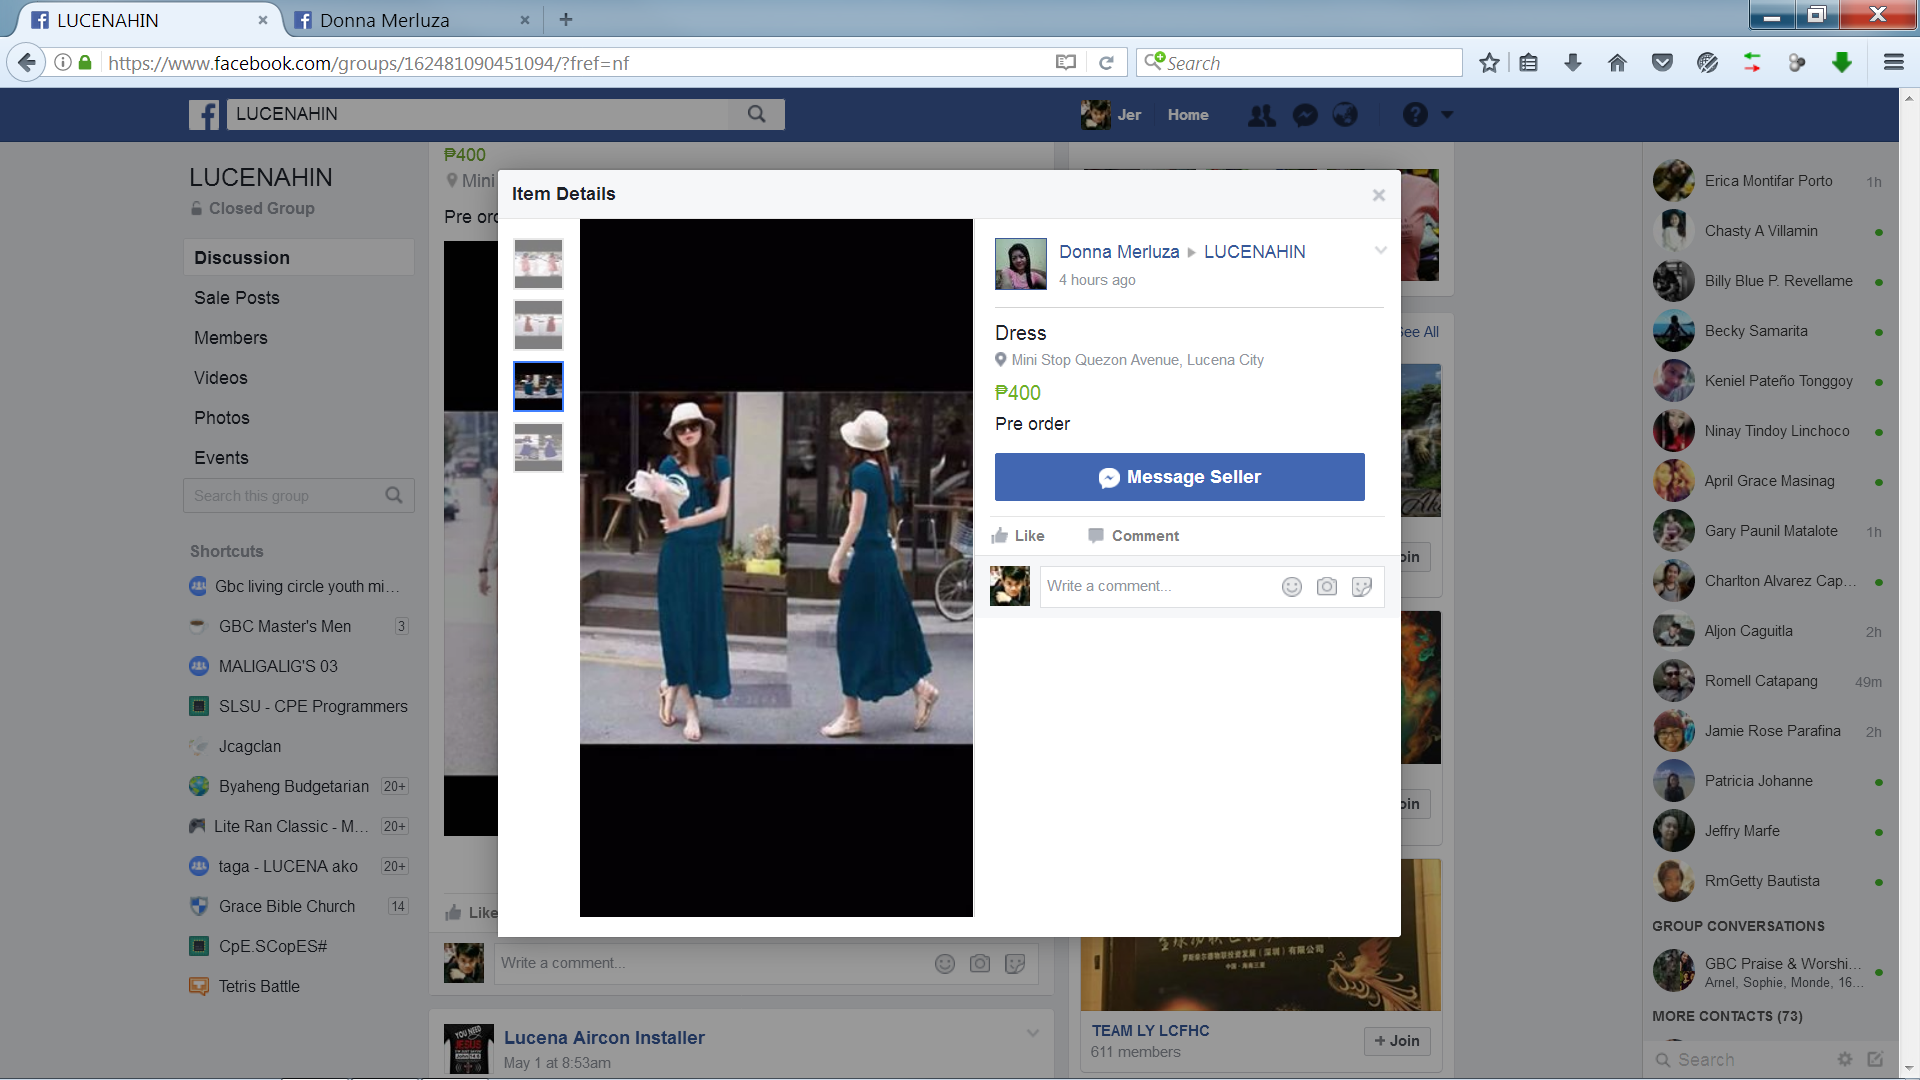 LUCENAHIN
Donna Merluza
https://www.facebook.com/groups/162481090451094/?fref=nf
Search
LUCENAHIN
Jer
Home
LUCENAHIN
Closed Group
Discussion
Sale Posts
Members
Videos
Photos
Events
Search this group
Shortcuts
Gbc living circle youth mi...
GBC Master's Men 3
MALIGALIG'S 03
SLSU - CPE Programmers
Jcagclan
Byaheng Budgetarian 20+
Lite Ran Classic - M... 20+
taga - LUCENA ako 20+
Grace Bible Church 14
CpE.SCopES#
Tetris Battle
₱400
Mini
Pre or
Like
Write a comment...
Lucena Aircon Installer
May 1 at 8:53am
YOU NEED
JESUS
Item Details
Donna Merluza ▸ LUCENAHIN
4 hours ago
Dress
Mini Stop Quezon Avenue, Lucena City
₱400
Pre order
Message Seller
Like
Comment
Write a comment...
See All
Join
Join
TEAM LY LCFHC
611 members
+ Join
Erica Montifar Porto 1h
Chasty A Villamin
Billy Blue P. Revellame
Becky Samarita
Keniel Pateño Tonggoy
Ninay Tindoy Linchoco
April Grace Masinag
Gary Paunil Matalote 1h
Charlton Alvarez Cap...
Aljon Caguitla 2h
Romell Catapang 49m
Jamie Rose Parafina 2h
Patricia Johanne
Jeffry Marfe
RmGetty Bautista
GROUP CONVERSATIONS
GBC Praise & Worshi...
Arnel, Sophie, Monde, 16...
MORE CONTACTS (73)
Search